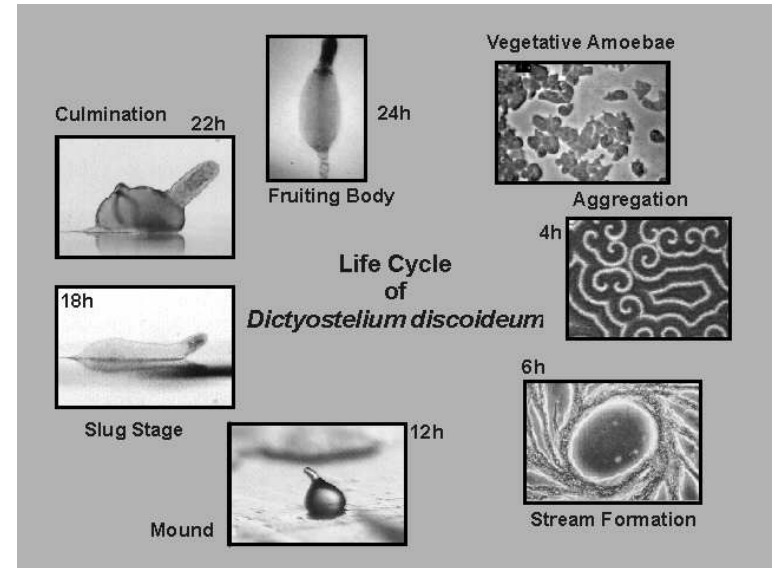 Vegetative Amoebae
Aggregation
4h
6h
Stream Formation
12h
Mound
18h
Slug Stage
Culmination
22h
24h
Fruiting Body
Life Cycle
of
Dictyostelium discoideum